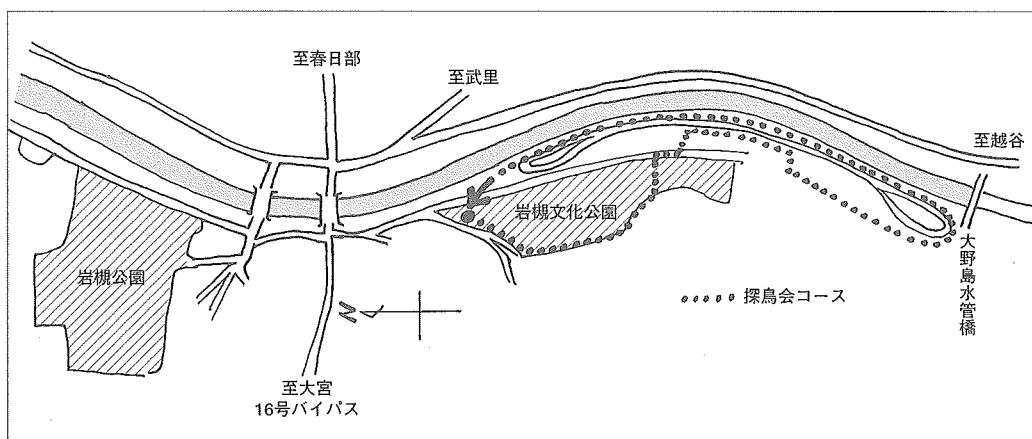 至春日部
至武里
至越谷
岩槻文化公園
岩槻公園
大野島水管橋
探鳥会コース
N
至大宮
16号バイパス